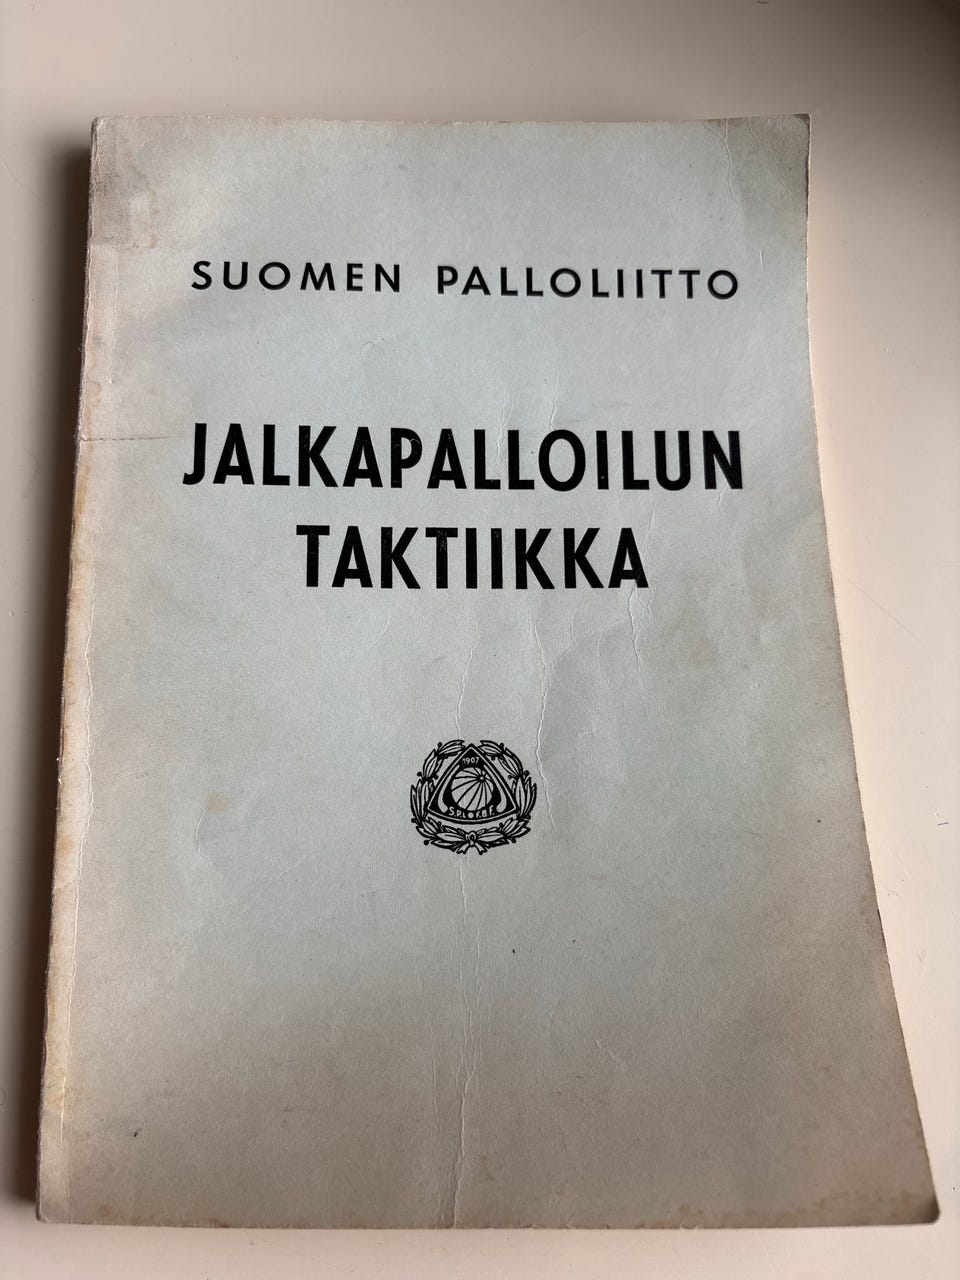 SUOMEN PALLOLIITTO
JALKAPALLOILUN
TAKTIIKKA
1907
S.P.L. F.B.F.